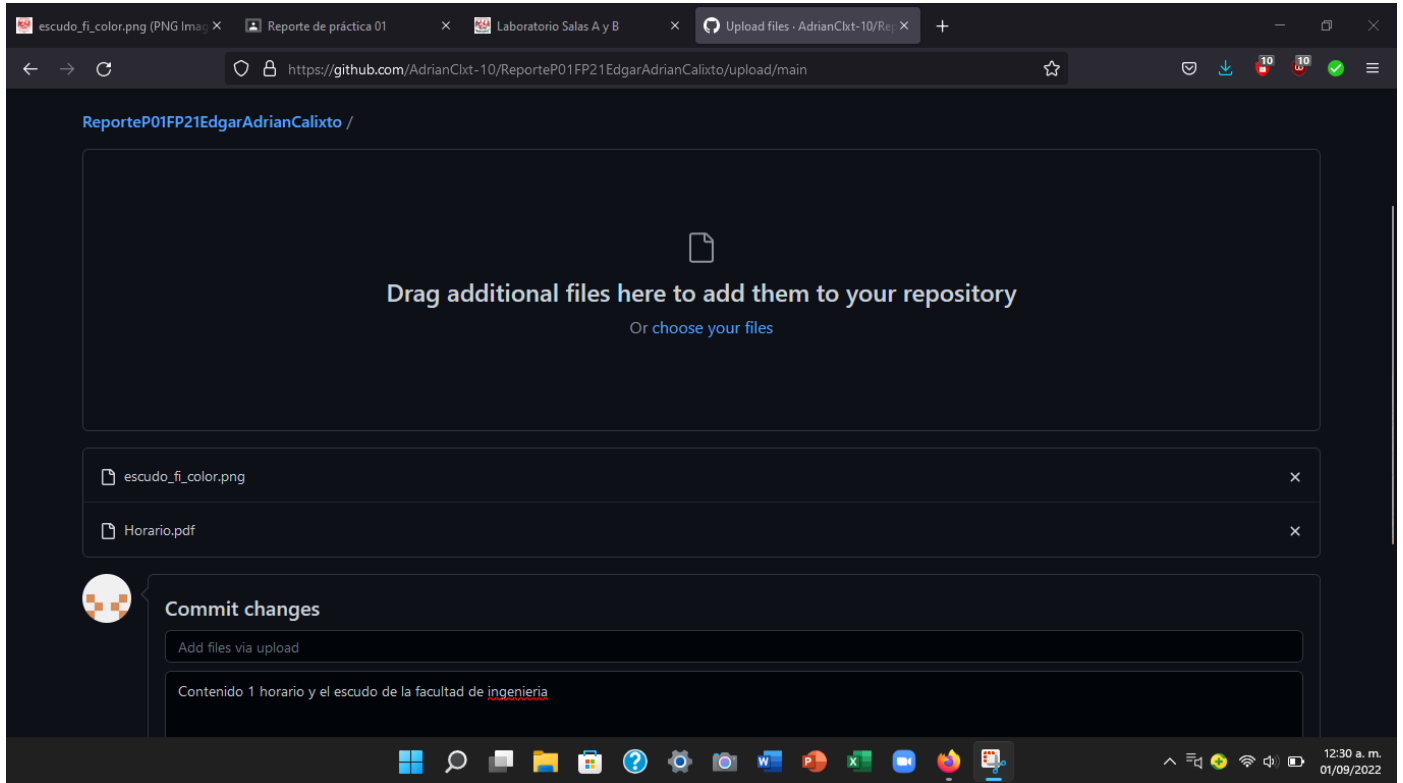 escudo_fi_color.png (PNG Imag
Reporte de práctica 01
Laboratorio Salas A y B
Upload files · AdrianClxt-10/Rep
https://github.com/AdrianClxt-10/ReporteP01FP21EdgarAdrianCalixto/upload/main
10
10
ReporteP01FP21EdgarAdrianCalixto /
Drag additional files here to add them to your repository
Or choose your files
escudo_fi_color.png
Horario.pdf
Commit changes
Add files via upload
Contenido 1 horario y el escudo de la facultad de ingenieria
12:30 a. m.
01/09/2022